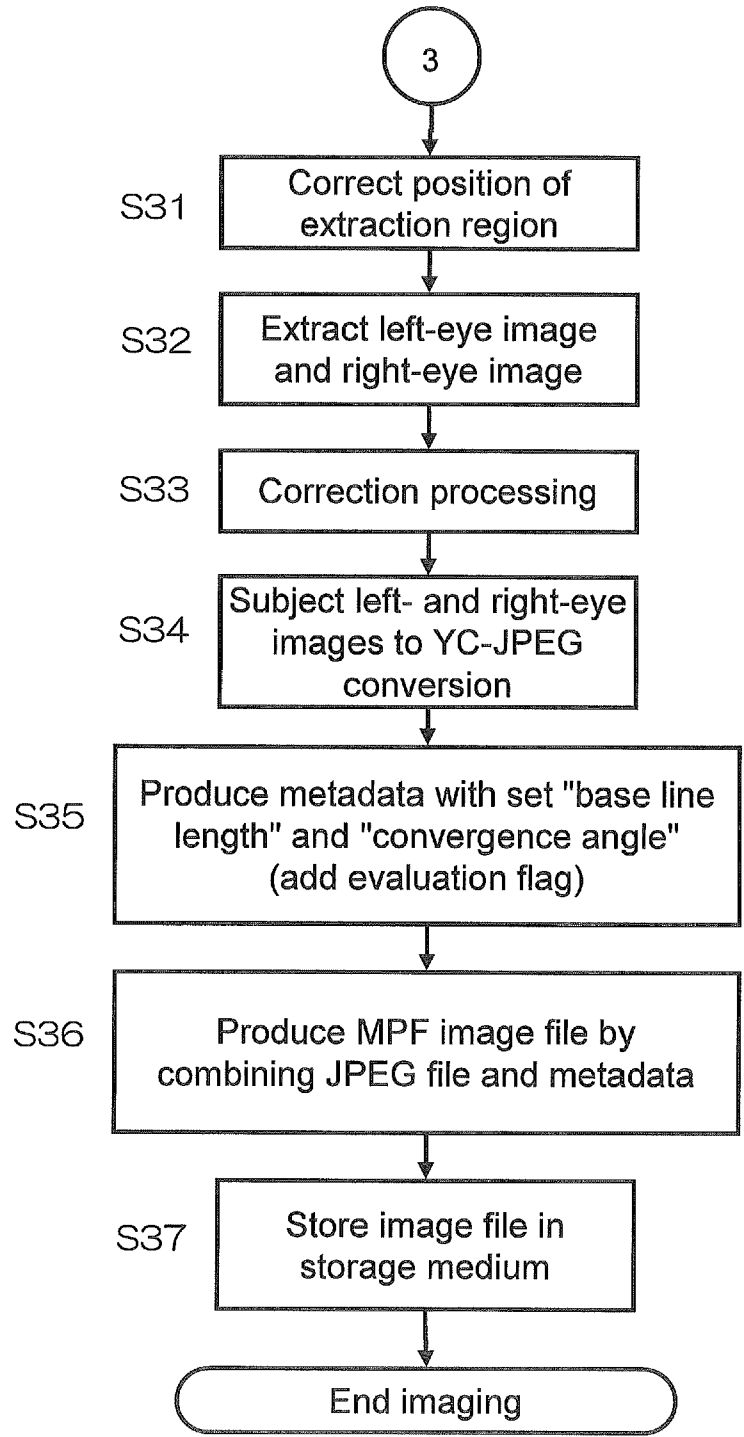 3
S31
Correct position of
extraction region
S32
Extract left-eye image
and right-eye image
S33
Correction processing
S34
Subject left- and right-eye
images to YC-JPEG
conversion
S35
Produce metadata with set "base line
length" and "convergence angle"
(add evaluation flag)
S36
Produce MPF image file by
combining JPEG file and metadata
S37
Store image file in
storage medium
End imaging